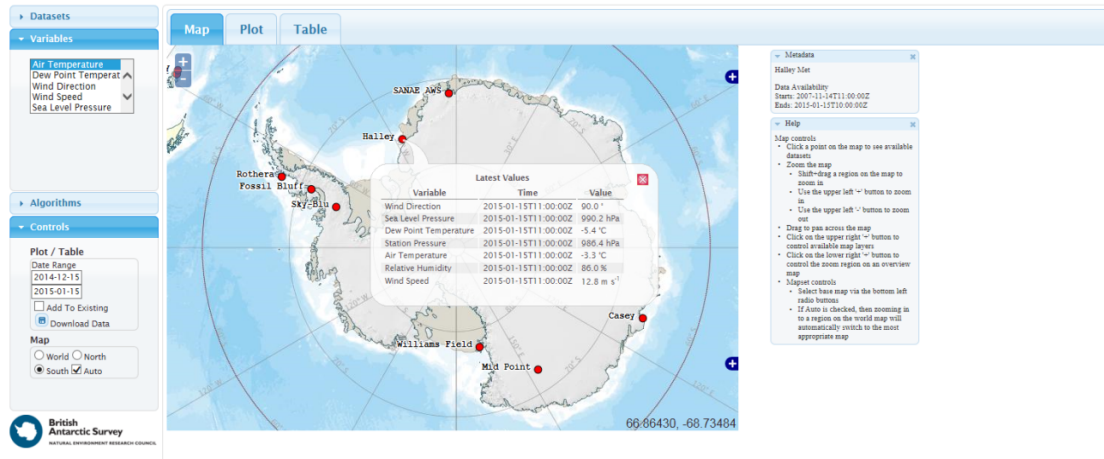 Datasets
Variables
Air Temperature
Dew Point Temperat
Wind Direction
Wind Speed
Sea Level Pressure
Algorithms
Controls
Plot / Table
Date Range
2014-12-15
2015-01-15
Add To Existing
Download Data
Map
World North
South Auto
British
Antarctic Survey
NATURAL ENVIRONMENT RESEARCH COUNCIL
Map Plot Table
+
-
SANAE AWS
Halley
Rothera
Fossil Bluff
Sky-Blu
Latest Values
Variable Time Value
Wind Direction 2015-01-15T11:00:00Z 90.0 °
Sea Level Pressure 2015-01-15T11:00:00Z 990.2 hPa
Dew Point Temperature 2015-01-15T11:00:00Z -5.4 °C
Station Pressure 2015-01-15T11:00:00Z 986.4 hPa
Air Temperature 2015-01-15T11:00:00Z -3.3 °C
Relative Humidity 2015-01-15T11:00:00Z 86.0 %
Wind Speed 2015-01-15T11:00:00Z 12.8 m s⁻¹
Casey
Williams Field
Mid Point
66.86430, -68.73484
Metadata
Halley Met
Data Availability
Starts: 2007-11-14T11:00:00Z
Ends: 2015-01-15T10:00:00Z
Help
Map controls
• Click a point on the map to see available
datasets
• Zoom the map
• Shift+drag a region on the map to
zoom in
• Use the upper left '+' button to zoom
in
• Use the upper left '-' button to zoom
out
• Drag to pan across the map
• Click on the upper right '+' button to
control available map layers
• Click on the lower right '+' button to
control the zoom region on an overview
map
• Mapset controls
• Select base map via the bottom left
radio buttons
• If Auto is checked, then zooming in
to a region on the world map will
automatically switch to the most
appropriate map